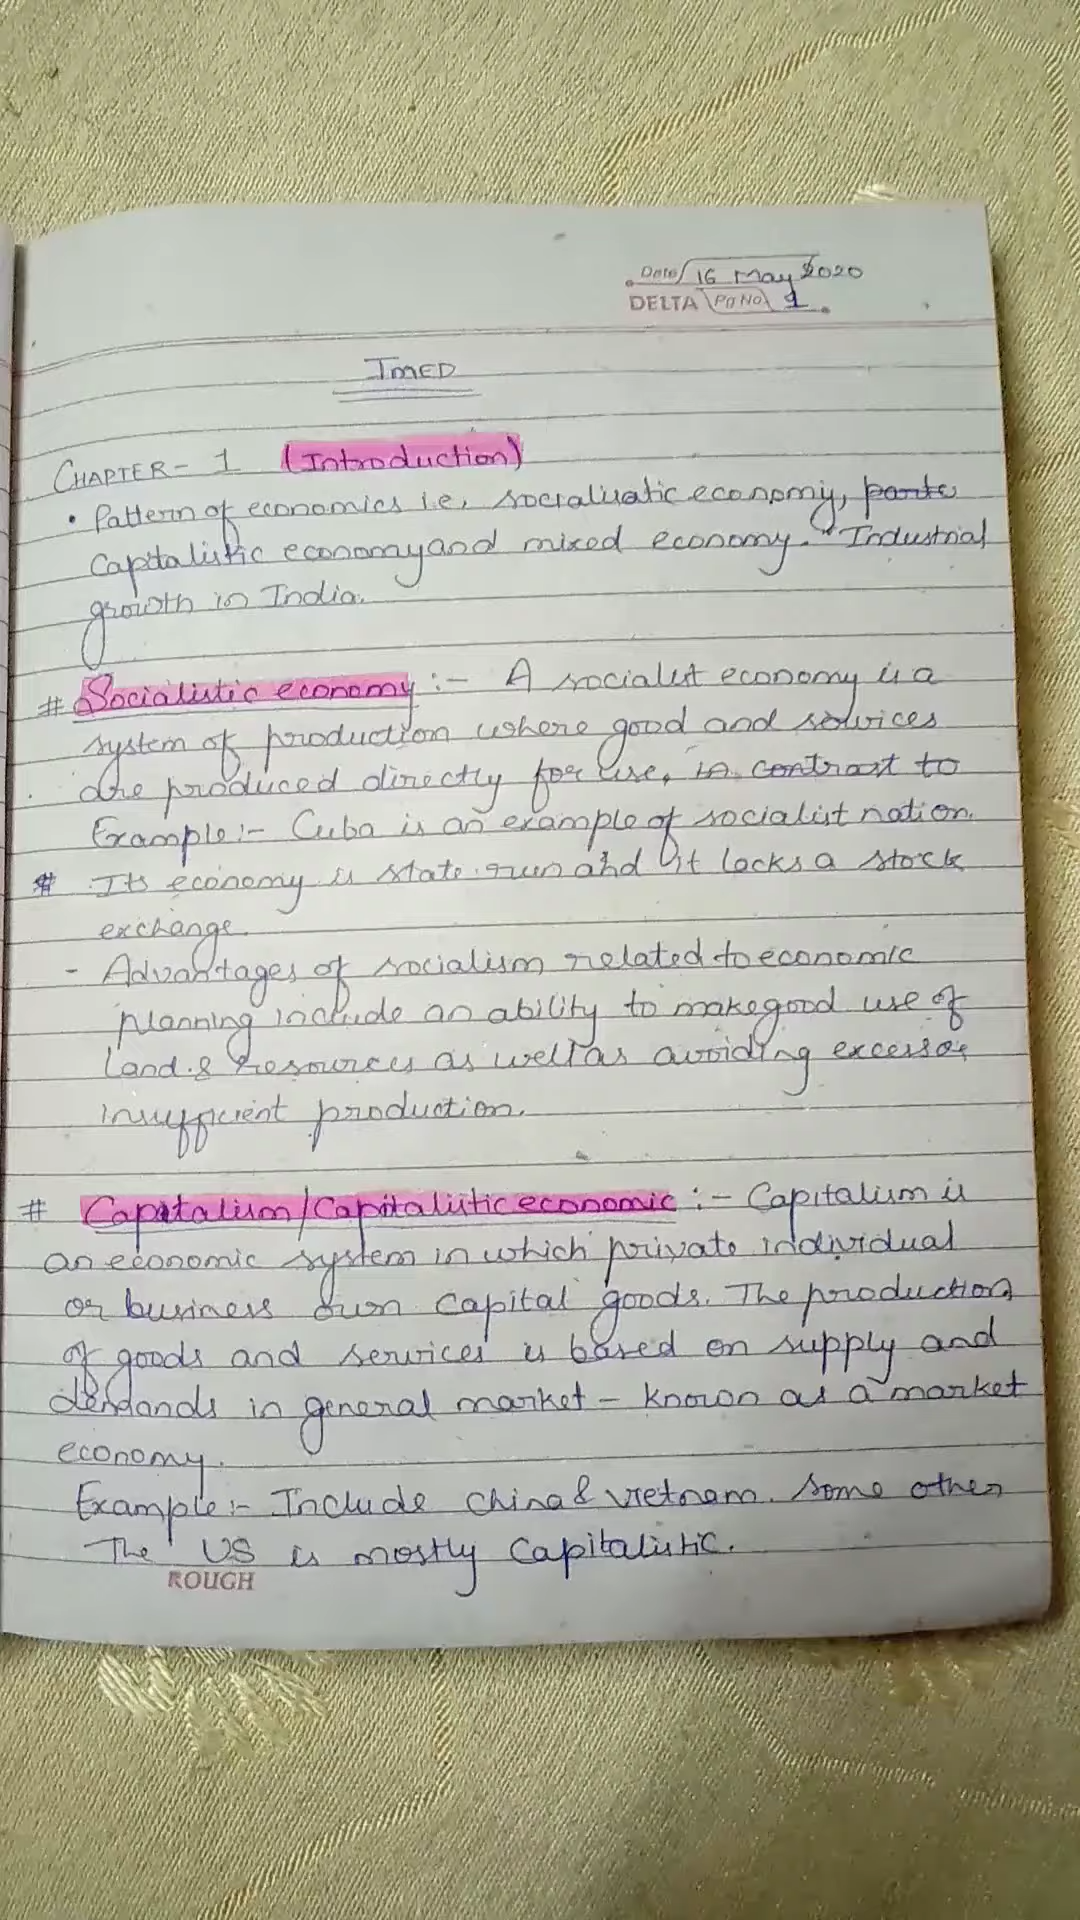 Date 16 May 2020
DELTA Pg No. 1
IMED
CHAPTER- 1 (Introduction)
• Pattern of economics i.e, socialistic economy, parte
Capitalistic economy and mixed economy. Industrial
growth in India.
# Socialistic economy :- A socialist economy is a
system of production where good and services
are produced directly for use, in contrast to
Example:- Cuba is an example of socialist nation.
# Its economy is state run and it lacks a stock
exchange.
- Advantages of socialism related to economic
planning include an ability to make good use of
land & resources as well as avoiding excess or
insufficient production.
# Capitalism/Capitalistic economic :- Capitalism is
an economic system in which private individual
or business own capital goods. The production
of goods and services is based on supply and
demands in general market - known as a market
economy.
Example:- Include china & vietnam. Some other
The US is mostly Capitalistic.
ROUGH